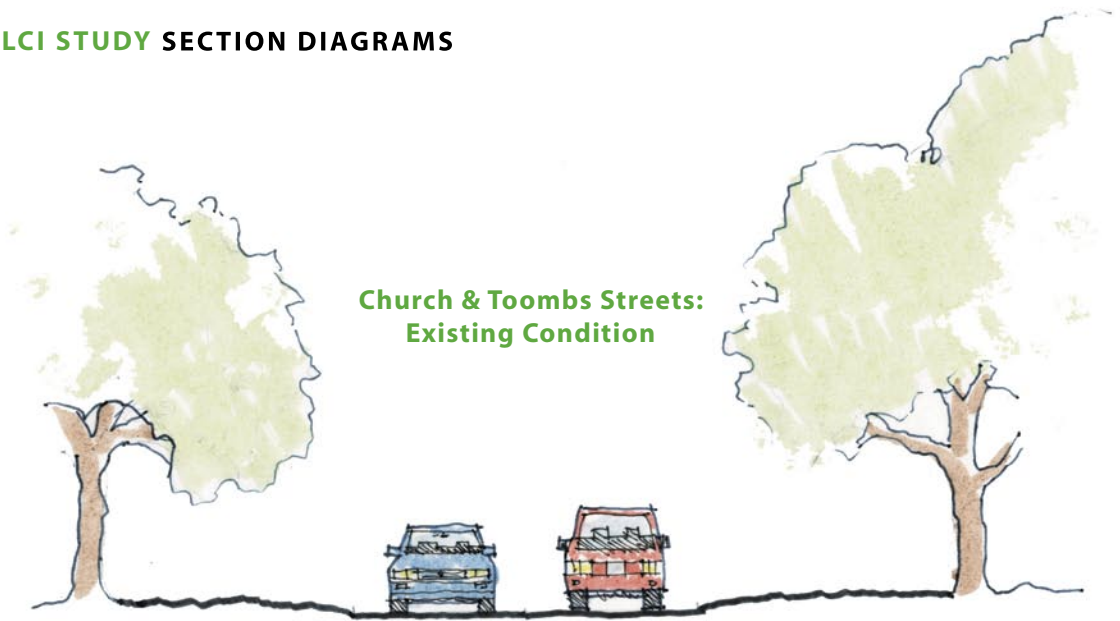 LCI STUDY SECTION DIAGRAMS
Church & Toombs Streets:
Existing Condition